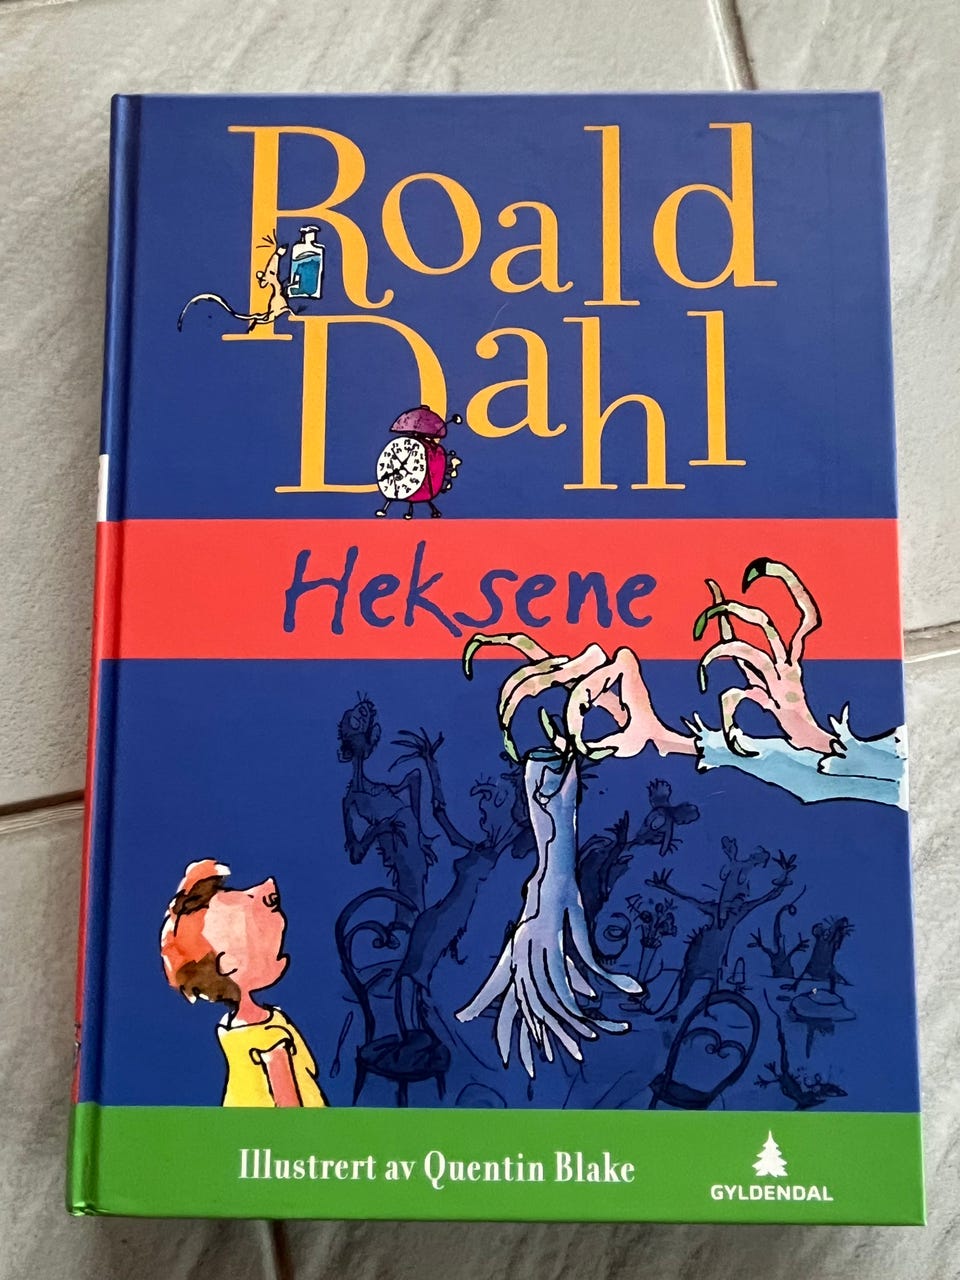 Roald
Dahl
Heksene
Illustrert av Quentin Blake
GYLDENDAL